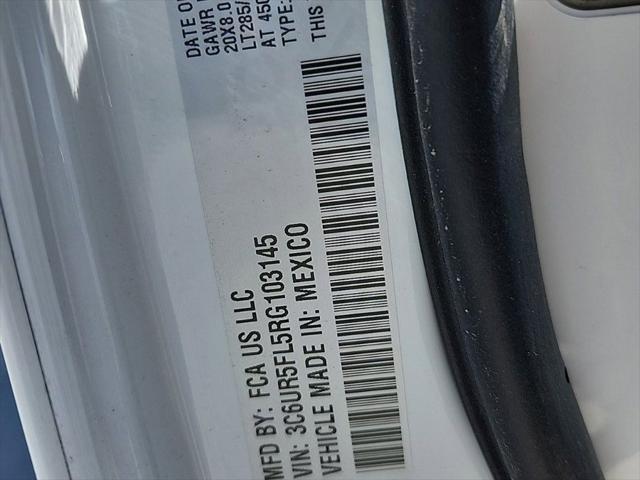 DATE O
GAWR
20X8.0
LT285/
AT 450
TYPE:
THIS
MFD BY: FCA US LLC
VIN: 3C6UR5FL5RG103145
VEHICLE MADE IN: MEXICO